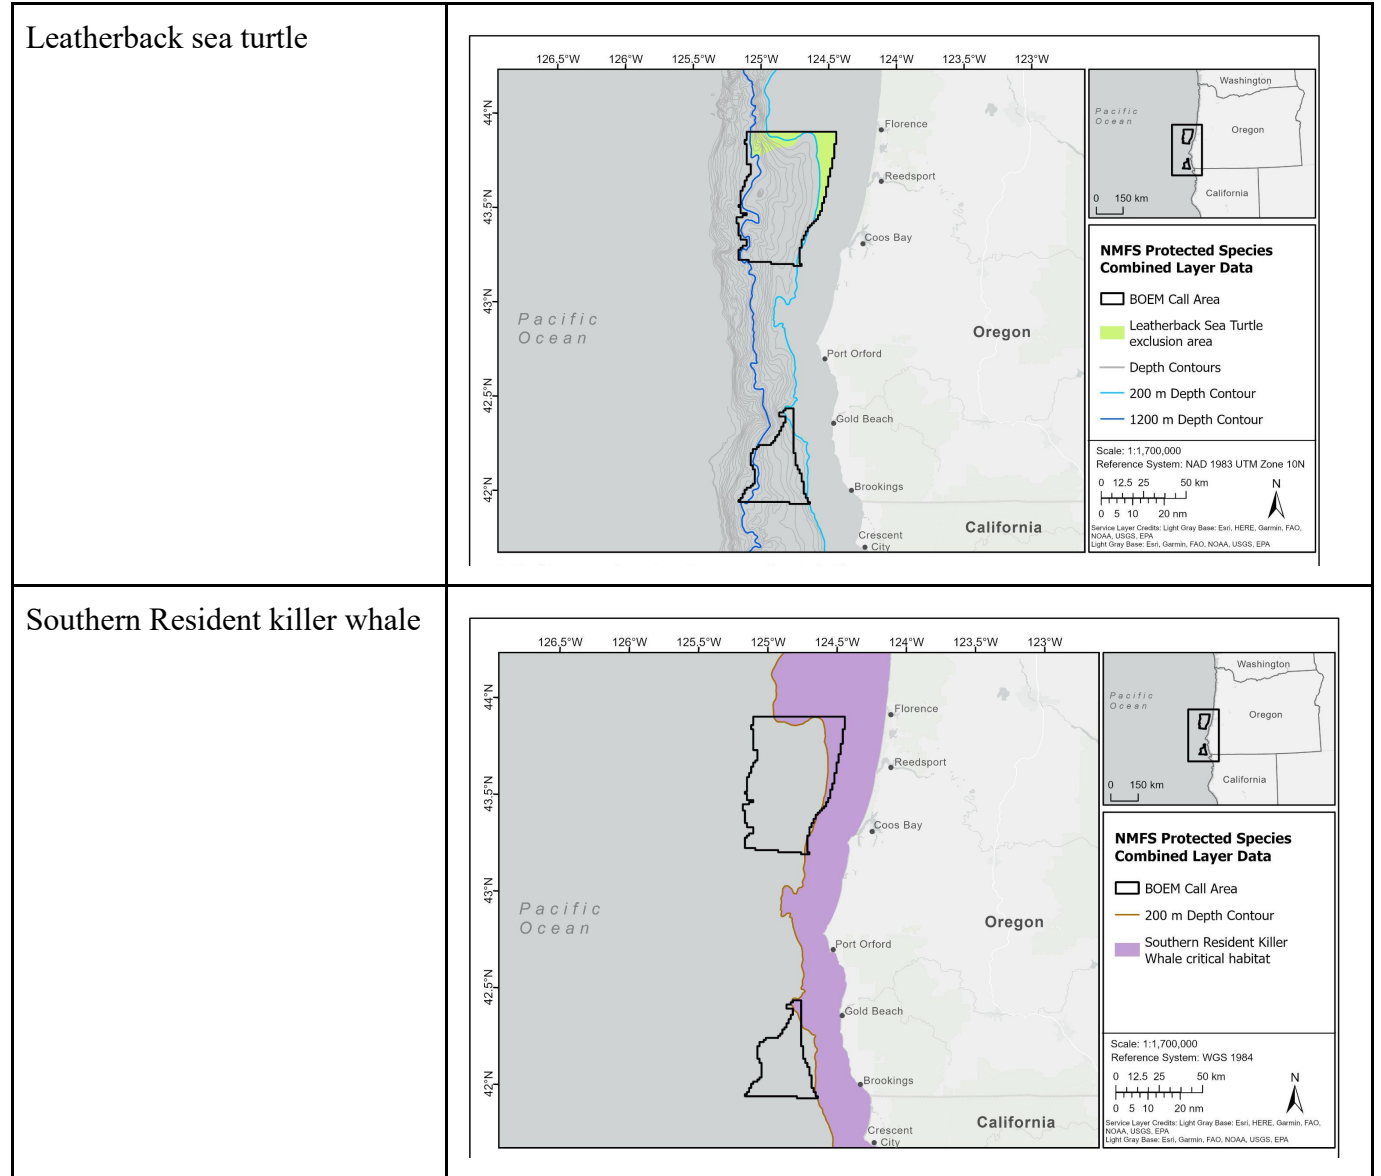 Leatherback sea turtle
126.5°W 126°W 125.5°W 125°W 124.5°W 124°W 123.5°W 123°W
44°N
43.5°N
43°N
42.5°N
42°N
Florence
Reedsport
Coos Bay
Pacific
Ocean
Oregon
Port Orford
Gold Beach
Brookings
California
Crescent
City
Washington
Pacific
Ocean
Oregon
California
0 150 km
NMFS Protected Species
Combined Layer Data
BOEM Call Area
Leatherback Sea Turtle
exclusion area
Depth Contours
200 m Depth Contour
1200 m Depth Contour
Scale: 1:1,700,000
Reference System: NAD 1983 UTM Zone 10N
0 12.5 25 50 km
N
0 5 10 20 nm
Service Layer Credits: Light Gray Base: Esri, HERE, Garmin, FAO,
NOAA, USGS, EPA
Light Gray Base: Esri, Garmin, FAO, NOAA, USGS, EPA
Southern Resident killer whale
126.5°W 126°W 125.5°W 125°W 124.5°W 124°W 123.5°W 123°W
44°N
43.5°N
43°N
42.5°N
42°N
Florence
Reedsport
Coos Bay
Pacific
Ocean
Oregon
Port Orford
Gold Beach
Brookings
California
Crescent
City
Washington
Pacific
Ocean
Oregon
California
0 150 km
NMFS Protected Species
Combined Layer Data
BOEM Call Area
200 m Depth Contour
Southern Resident Killer
Whale critical habitat
Scale: 1:1,700,000
Reference System: WGS 1984
0 12.5 25 50 km
N
0 5 10 20 nm
Service Layer Credits: Light Gray Base: Esri, HERE, Garmin, FAO,
NOAA, USGS, EPA
Light Gray Base: Esri, Garmin, FAO, NOAA, USGS, EPA